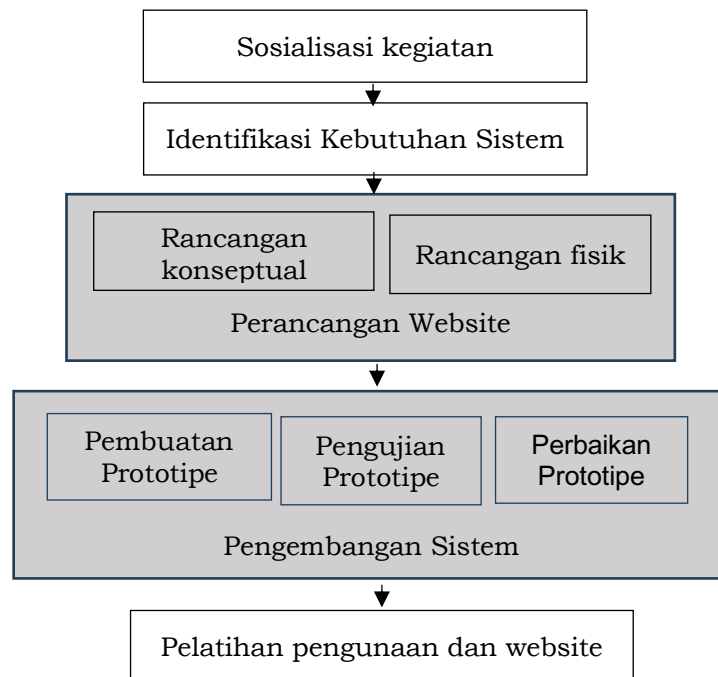 Sosialisasi kegiatan
Identifikasi Kebutuhan Sistem
Rancangan
konseptual
Rancangan fisik
Perancangan Website
Pembuatan
Prototipe
Pengujian
Prototipe
Perbaikan
Prototipe
Pengembangan Sistem
Pelatihan pengunaan dan website